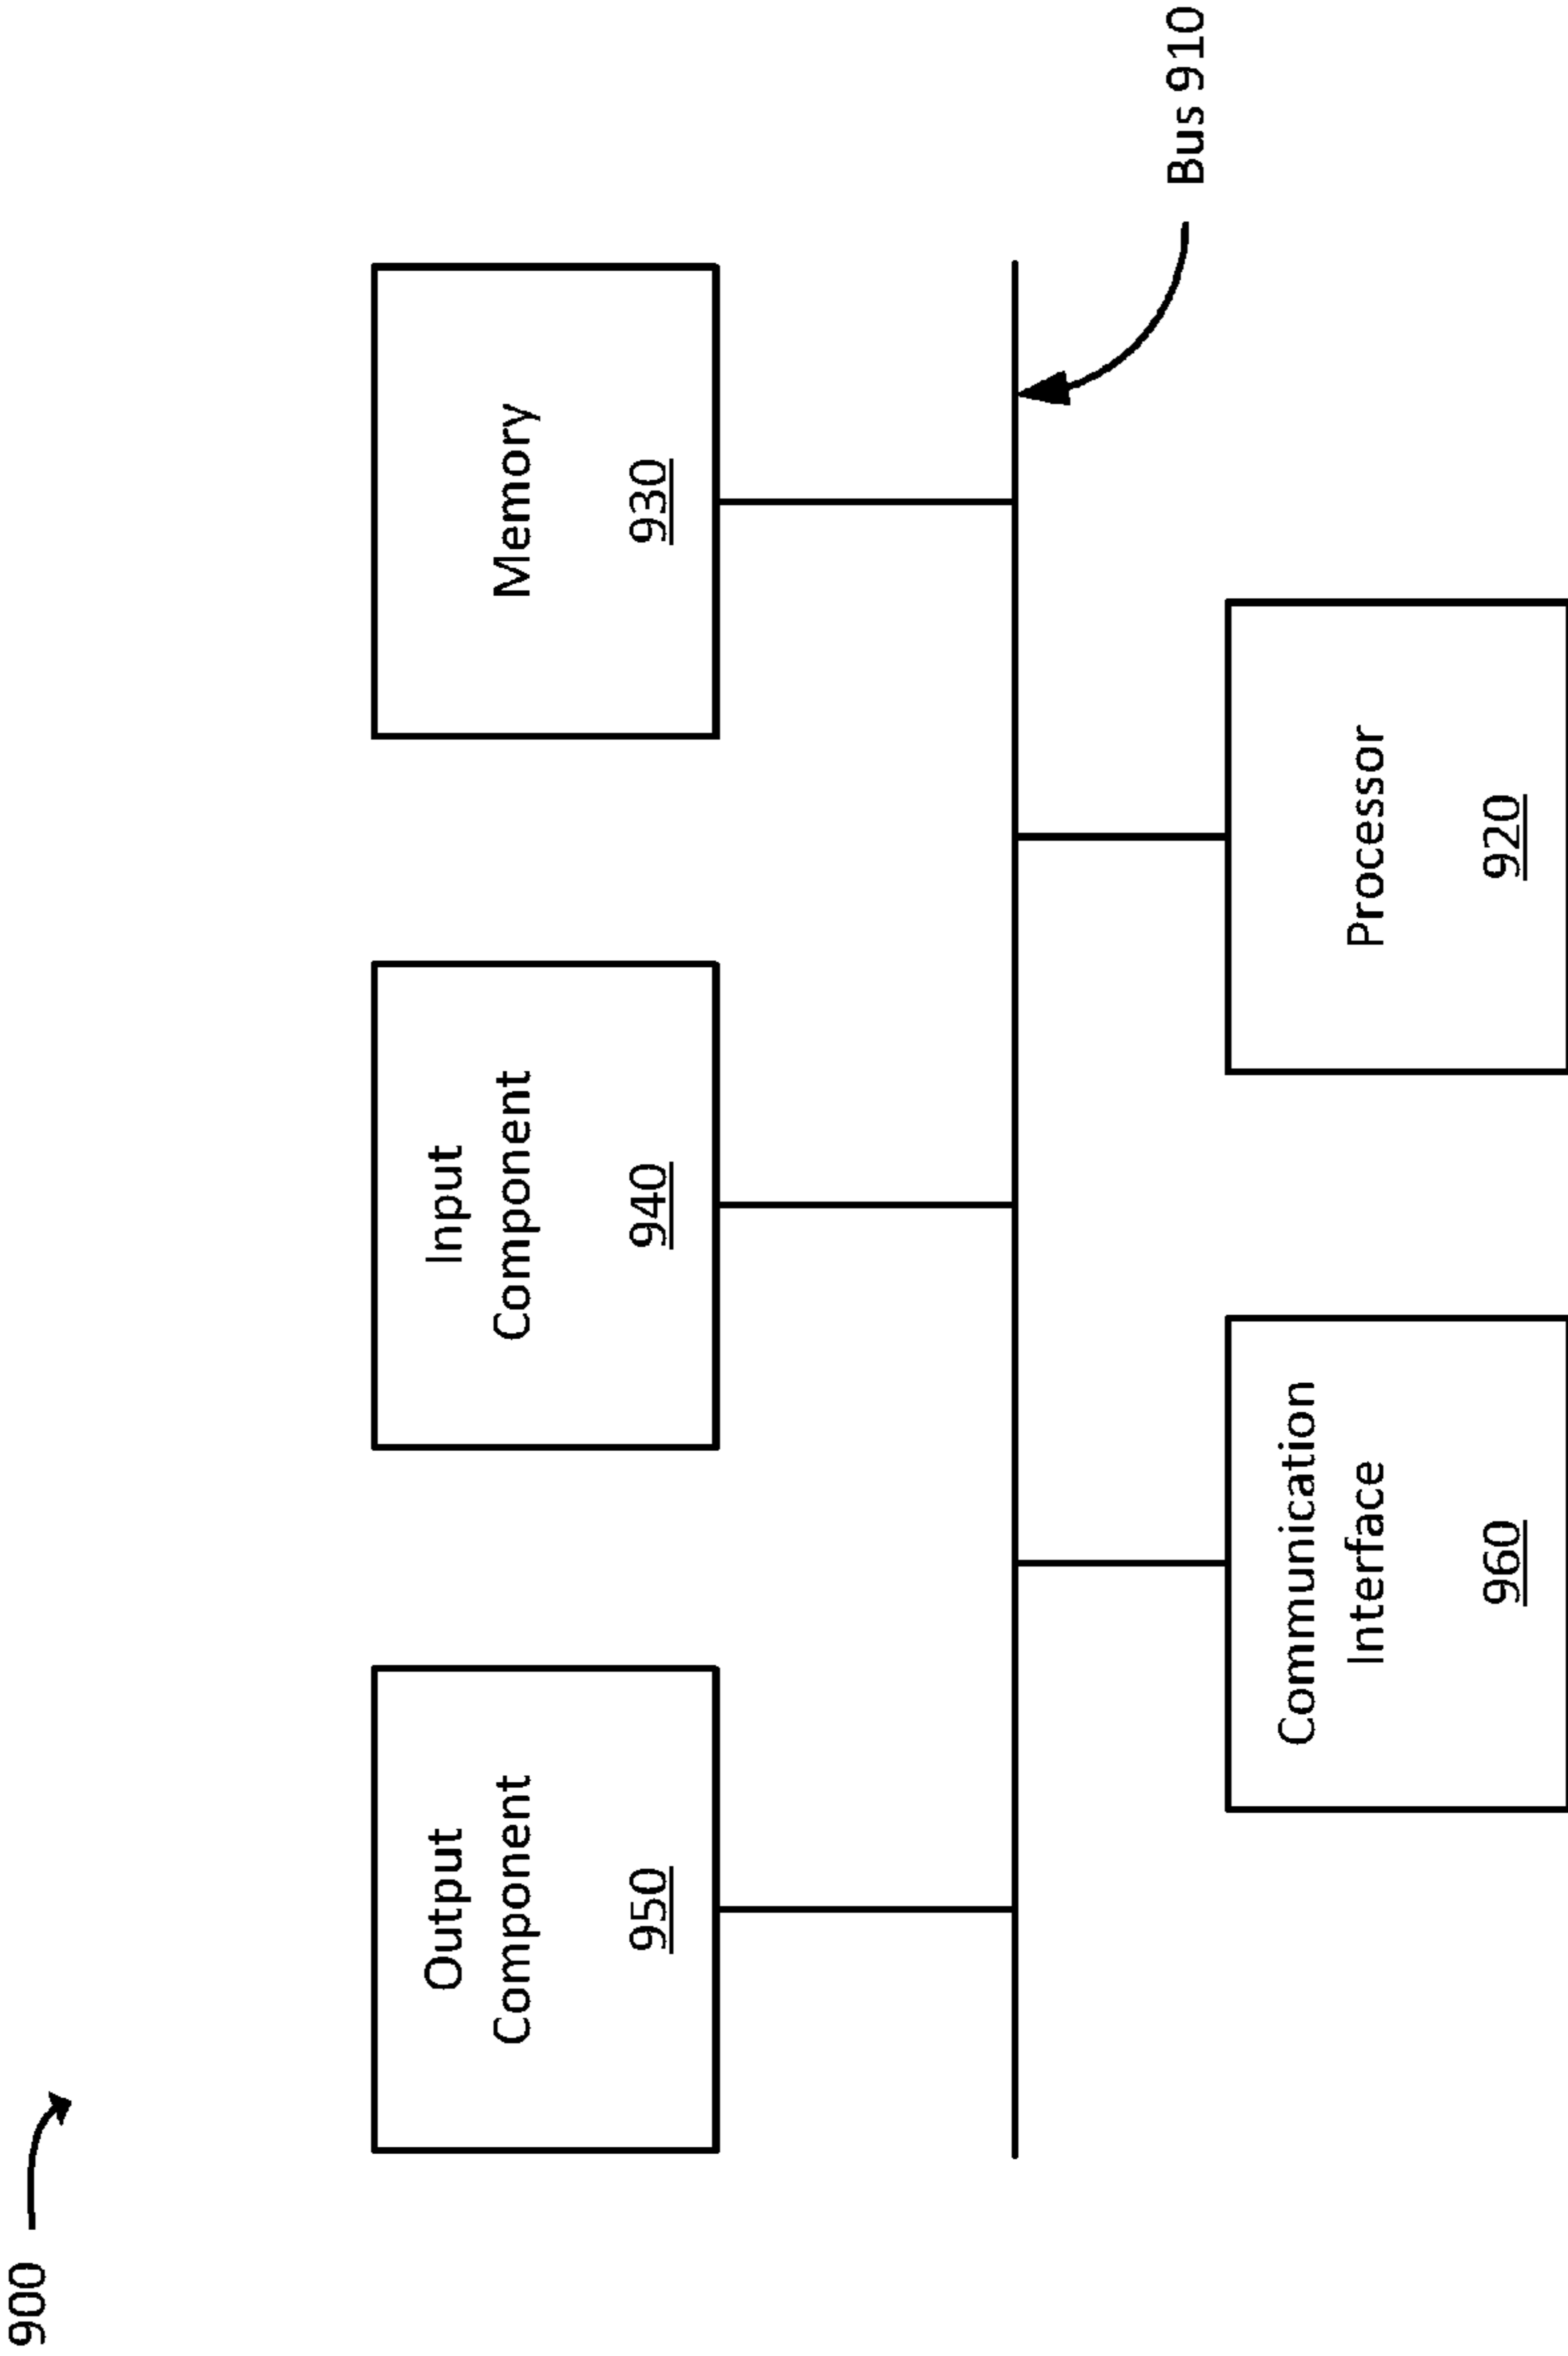 900
Output
Component
950
Input
Component
940
Memory
930
Bus 910
Communication
Interface
960
Processor
920